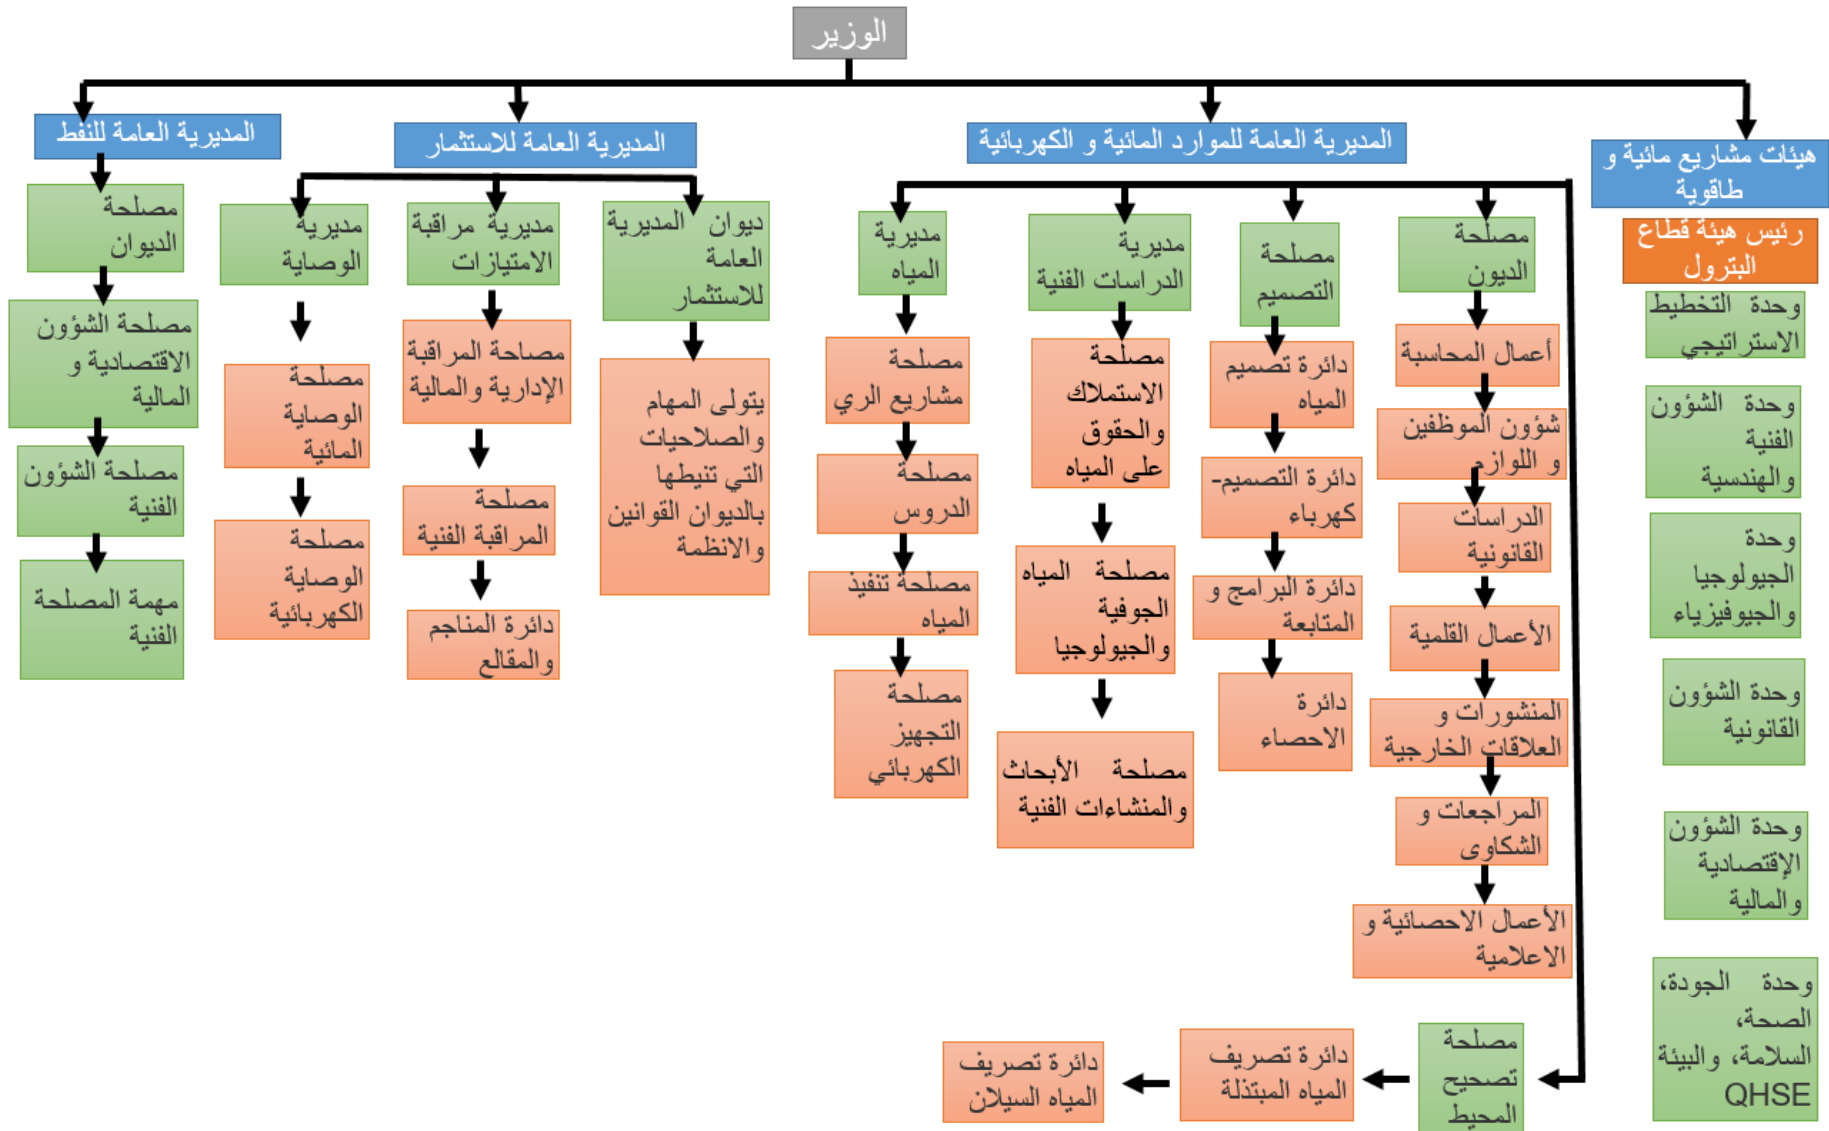 الوزير
هيئات مشاريع مائية و
طاقوية
رئيس هيئة قطاع
البترول
وحدة التخطيط
الاستراتيجي
وحدة الشؤون
الفنية
والهندسية
وحدة
الجيولوجيا
والجيوفيزياء
وحدة الشؤون
القانونية
وحدة الشؤون
الإقتصادية
والمالية
وحدة الجودة،
الصحة،
السلامة، والبيئة
QHSE
المديرية العامة للموارد المائية و الكهربائية
مصلحة
الديون
أعمال المحاسبة
شؤون الموظفين
و اللوازم
الدراسات
القانونية
الأعمال القلمية
المنشورات و
العلاقات الخارجية
المراجعات و
الشكاوى
الأعمال الاحصائية و
الاعلامية
مصلحة
التصميم
دائرة تصميم
المياه
دائرة التصميم-
كهرباء
دائرة البرامج و
المتابعة
دائرة
الاحصاء
مديرية
الدراسات الفنية
مصلحة
الاستملاك
والحقوق
على المياه
مصلحة المياه
الجوفية
والجيولوجيا
مصلحة الأبحاث
والمنشاءات الفنية
مديرية
المياه
مصلحة
مشاريع الري
مصلحة
الدروس
مصلحة تنفيذ
المياه
مصلحة
التجهيز
الكهربائي
مصلحة
تصحيح
المحيط
دائرة تصريف
المياه المبتذلة
دائرة تصريف
المياه السيلان
المديرية العامة للاستثمار
ديوان المديرية
العامة
للاستثمار
يتولى المهام
والصلاحيات
التي تنيطها
بالديوان القوانين
والانظمة
مديرية مراقبة
الامتيازات
مصاحة المراقبة
الإدارية والمالية
مصلحة
المراقبة الفنية
دائرة المناجم
والمقالع
مديرية
الوصاية
مصلحة
الوصاية
المائية
مصلحة
الوصاية
الكهربائية
المديرية العامة للنفط
مصلحة
الديوان
مصلحة الشؤون
الاقتصادية و
المالية
مصلحة الشؤون
الفنية
مهمة المصلحة
الفنية